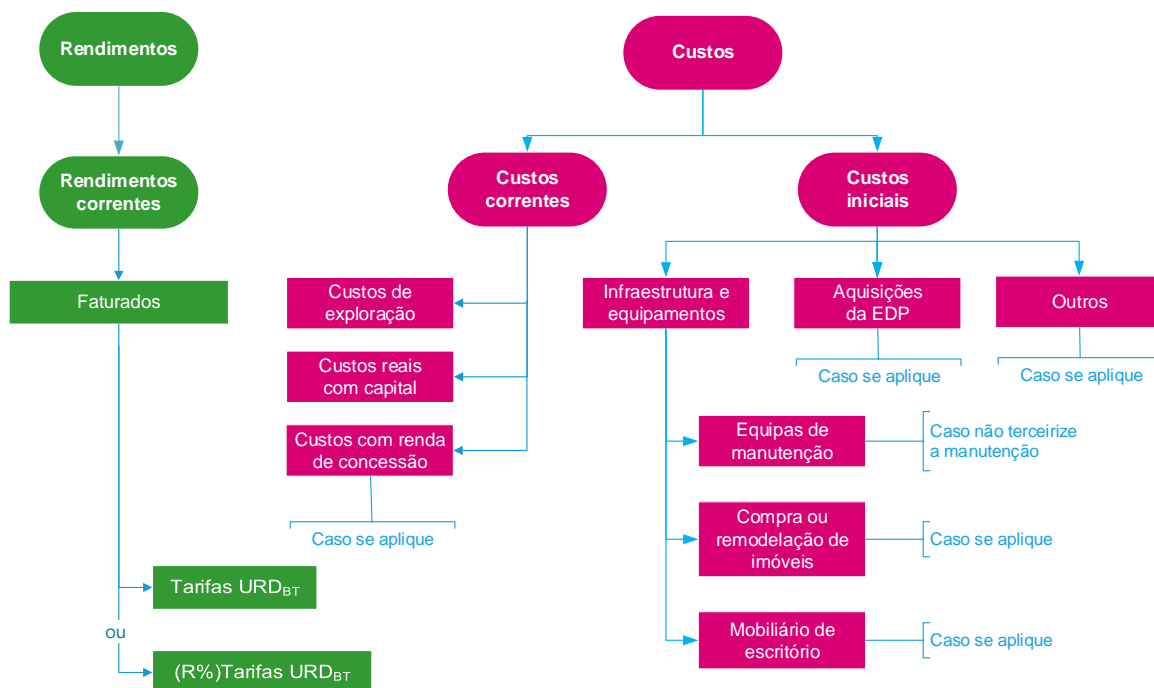 Rendimentos
Rendimentos
correntes
Faturados
Tarifas URDBT
ou
(R%)Tarifas URDBT
Custos
Custos
correntes
Custos de
exploração
Custos reais
com capital
Custos com renda
de concessão
Caso se aplique
Custos
iniciais
Infraestrutura e
equipamentos
Aquisições
da EDP
Caso se aplique
Outros
Caso se aplique
Equipas de
manutenção
Caso não terceirize
a manutenção
Compra ou
remodelação de
imóveis
Caso se aplique
Mobiliário de
escritório
Caso se aplique